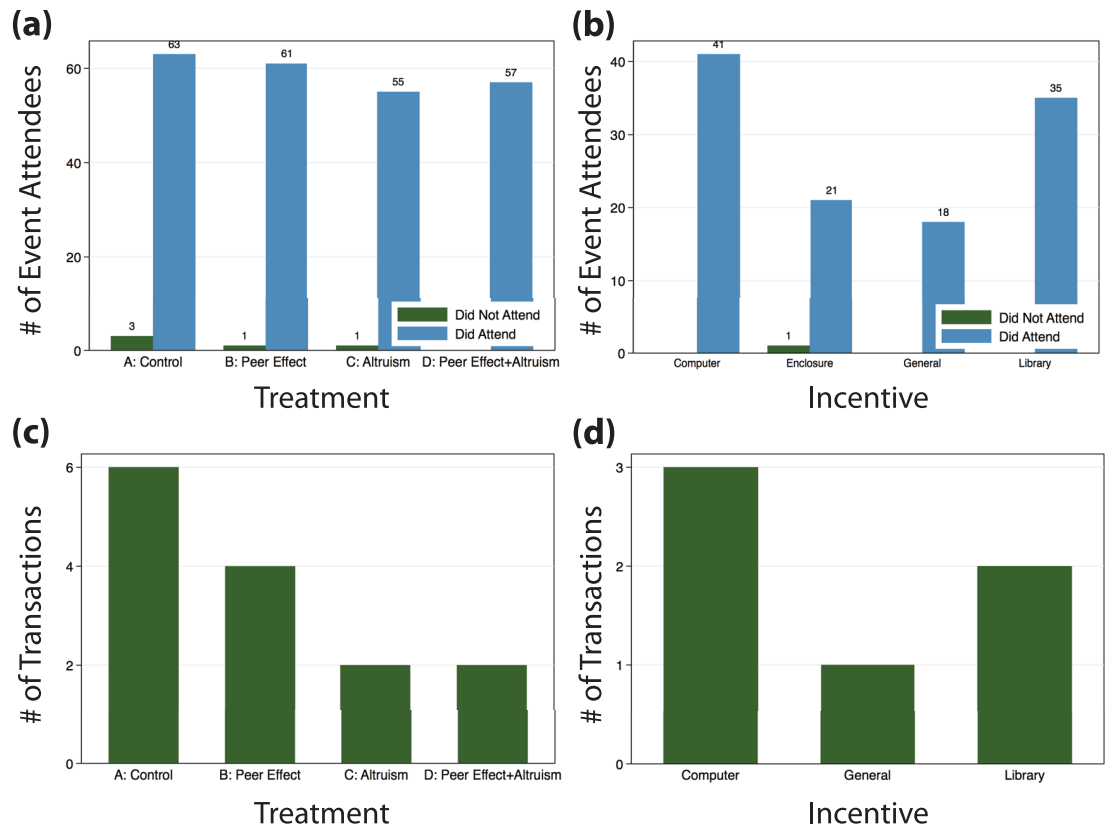 (a)
# of Event Attendees
60
40
20
0
63
61
55
57
3
1
1
Did Not Attend
Did Attend
A: Control
B: Peer Effect
C: Altruism
D: Peer Effect+Altruism
Treatment
(b)
# of Event Attendees
40
30
20
10
0
41
21
18
35
1
Did Not Attend
Did Attend
Computer
Enclosure
General
Library
Incentive
(c)
# of Transactions
6
4
2
0
A: Control
B: Peer Effect
C: Altruism
D: Peer Effect+Altruism
Treatment
(d)
# of Transactions
3
2
1
0
Computer
General
Library
Incentive